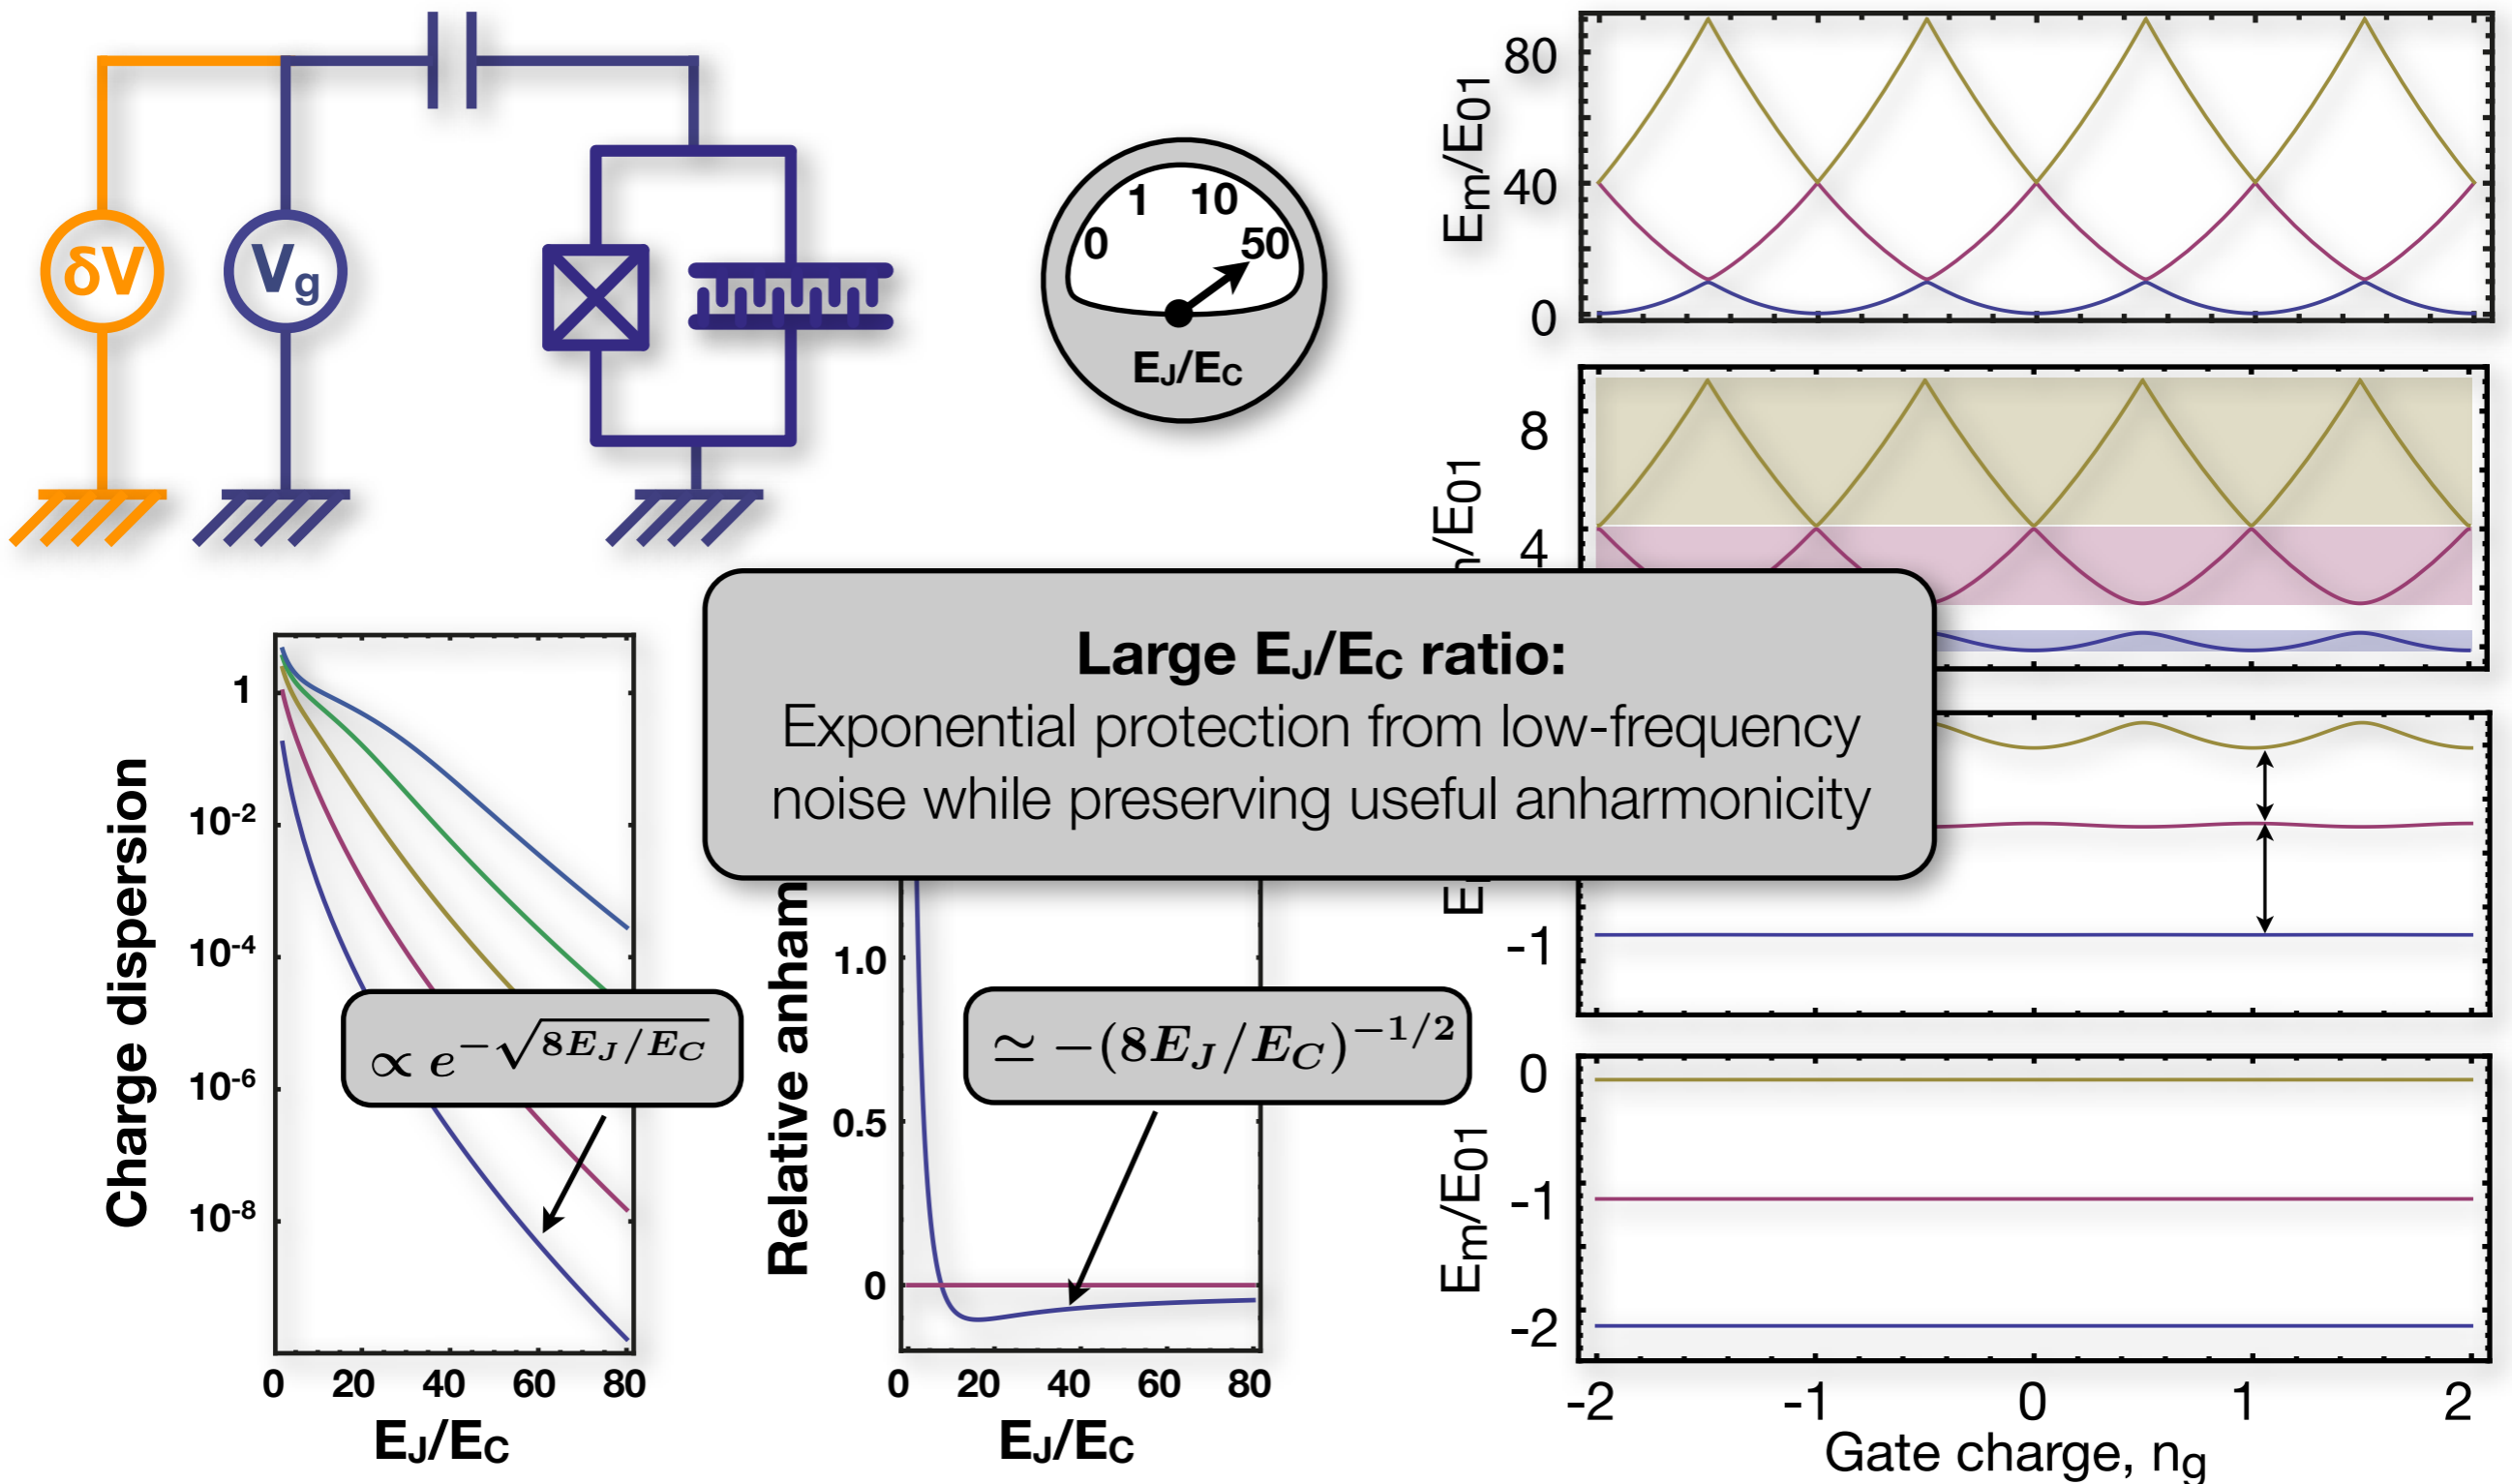 δV
Vg
0 1 10 50
EJ/EC
80
40
0
Em/E01
8
4
/E01
Large EJ/EC ratio:
Exponential protection from low-frequency
noise while preserving useful anharmonicity
-1
0
-1
-2
Em/E01
-2 -1 0 1 2
Gate charge, ng
Charge dispersion
1
10-2
10-4
10-6
10-8
∝ e−√8EJ/EC
0 20 40 60 80
EJ/EC
Relative anharm
1.0
0.5
0
≃ −(8EJ/EC)−1/2
0 20 40 60 80
EJ/EC